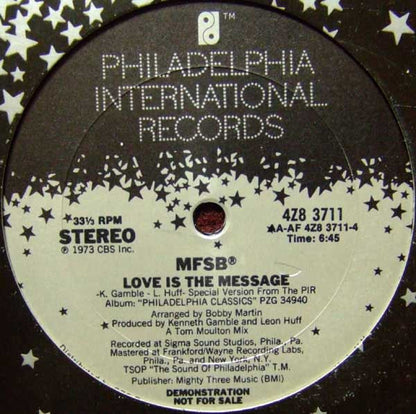 TM
PHILADELPHIA
INTERNATIONAL
RECORDS
33⅓ RPM
STEREO
℗ 1973 CBS Inc.
4Z8 3711
AA-AF 4Z8 3711-4
Time: 6:45
MFSB®
LOVE IS THE MESSAGE
-K. Gamble - L. Huff- Special Version From The PIR
Album: "PHILADELPHIA CLASSICS" PZG 34940
Arranged by Bobby Martin
Produced by Kenneth Gamble and Leon Huff
A Tom Moulton Mix
Recorded at Sigma Sound Studios, Phila., Pa.
Mastered at Frankford/Wayne Recording Labs,
Phila., Pa. and New York, N.Y.
TSOP "The Sound Of Philadelphia" T.M.
Publisher: Mighty Three Music (BMI)
DEMONSTRATION
NOT FOR SALE